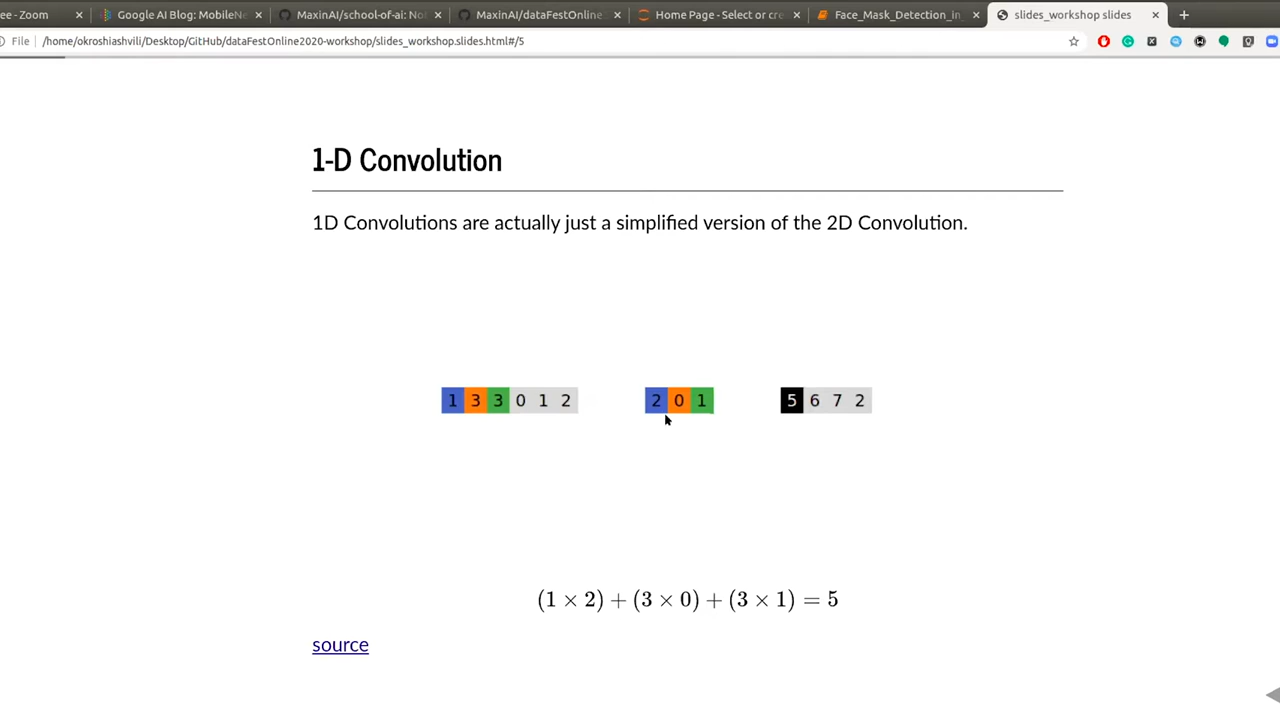 ee - Zoom
Google AI Blog: MobileNe
MaxinAI/school-of-ai: No
MaxinAI/dataFestOnline
Home Page - Select or cre
Face_Mask_Detection_in
slides_workshop slides
File
/home/okroshiashvili/Desktop/GitHub/dataFestOnline2020-workshop/slides_workshop.slides.html#/5
1-D Convolution
1D Convolutions are actually just a simplified version of the 2D Convolution.
1 3 3 0 1 2
2 0 1
5 6 7 2
(1 × 2) + (3 × 0) + (3 × 1) = 5
source